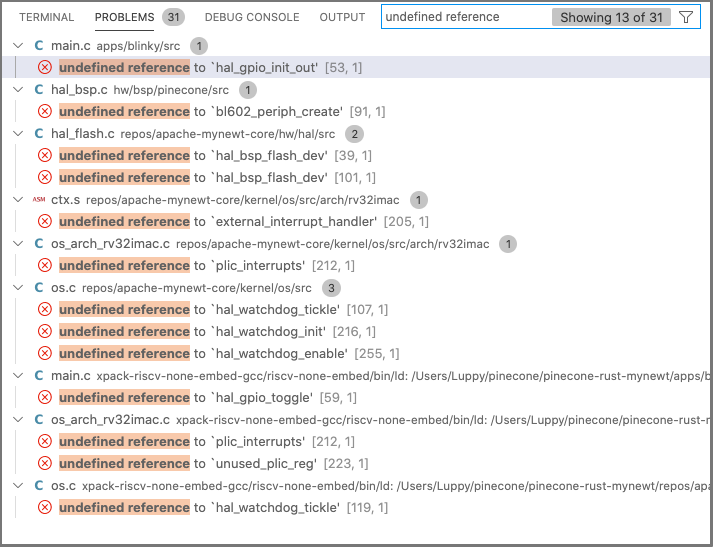 TERMINAL PROBLEMS 31 DEBUG CONSOLE OUTPUT undefined reference Showing 13 of 31
C main.c apps/blinky/src 1
undefined reference to `hal_gpio_init_out' [53, 1]
C hal_bsp.c hw/bsp/pinecone/src 1
undefined reference to `bl602_periph_create' [91, 1]
C hal_flash.c repos/apache-mynewt-core/hw/hal/src 2
undefined reference to `hal_bsp_flash_dev' [39, 1]
undefined reference to `hal_bsp_flash_dev' [101, 1]
ASM ctx.s repos/apache-mynewt-core/kernel/os/src/arch/rv32imac 1
undefined reference to `external_interrupt_handler' [205, 1]
C os_arch_rv32imac.c repos/apache-mynewt-core/kernel/os/src/arch/rv32imac 1
undefined reference to `plic_interrupts' [212, 1]
C os.c repos/apache-mynewt-core/kernel/os/src 3
undefined reference to `hal_watchdog_tickle' [107, 1]
undefined reference to `hal_watchdog_init' [216, 1]
undefined reference to `hal_watchdog_enable' [255, 1]
C main.c xpack-riscv-none-embed-gcc/riscv-none-embed/bin/ld: /Users/Luppy/pinecone/pinecone-rust-mynewt/apps/b
undefined reference to `hal_gpio_toggle' [59, 1]
C os_arch_rv32imac.c xpack-riscv-none-embed-gcc/riscv-none-embed/bin/ld: /Users/Luppy/pinecone/pinecone-rust-r
undefined reference to `plic_interrupts' [212, 1]
undefined reference to `unused_plic_reg' [223, 1]
C os.c xpack-riscv-none-embed-gcc/riscv-none-embed/bin/ld: /Users/Luppy/pinecone/pinecone-rust-mynewt/repos/apa
undefined reference to `hal_watchdog_tickle' [119, 1]